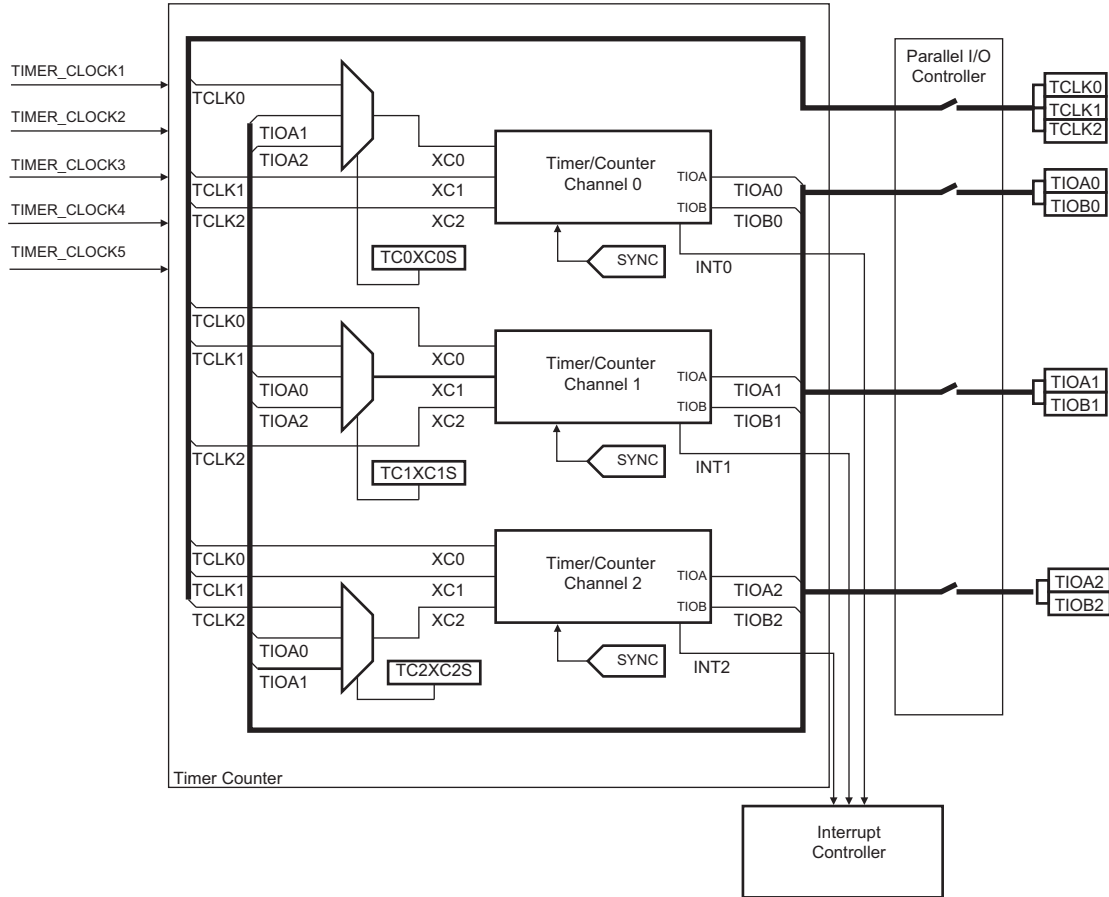 TIMER_CLOCK1
TIMER_CLOCK2
TIMER_CLOCK3
TIMER_CLOCK4
TIMER_CLOCK5
TCLK0
TIOA1
TIOA2
TCLK1
TCLK2
XC0
XC1
XC2
TC0XC0S
Timer/Counter
Channel 0
TIOA
TIOB
TIOA0
TIOB0
SYNC
INT0
TCLK0
TCLK1
TIOA0
TIOA2
TCLK2
XC0
XC1
XC2
TC1XC1S
Timer/Counter
Channel 1
TIOA
TIOB
TIOA1
TIOB1
SYNC
INT1
TCLK0
TCLK1
TCLK2
TIOA0
TIOA1
XC0
XC1
XC2
TC2XC2S
Timer/Counter
Channel 2
TIOA
TIOB
TIOA2
TIOB2
SYNC
INT2
Timer Counter
Parallel I/O
Controller
TCLK0
TCLK1
TCLK2
TIOA0
TIOB0
TIOA1
TIOB1
TIOA2
TIOB2
Interrupt
Controller